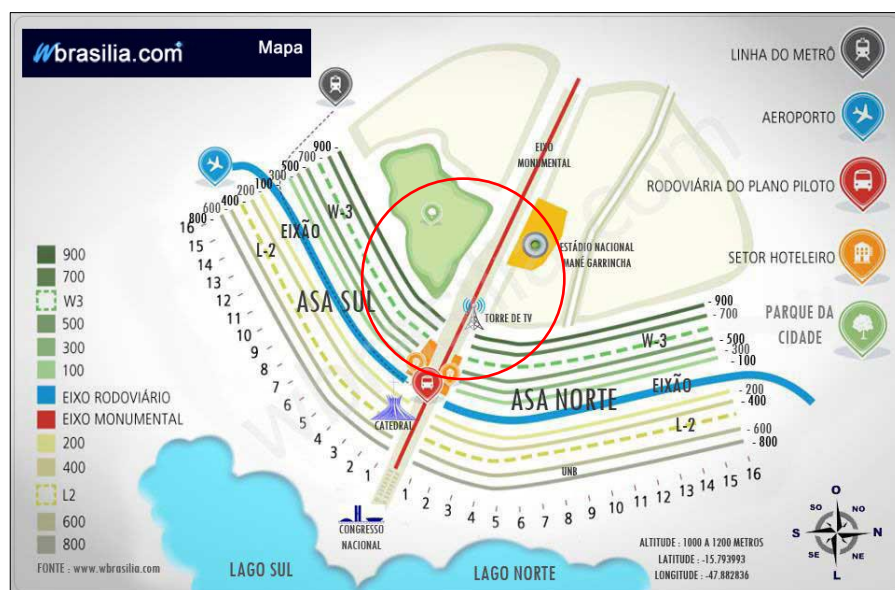 wbrasilia.com Mapa
LINHA DO METRÔ
AEROPORTO
RODOVIÁRIA DO PLANO PILOTO
SETOR HOTELEIRO
PARQUE DA
CIDADE
EIXO
MONUMENTAL
ESTÁDIO NACIONAL
MANÉ GARRINCHA
TORRE DE TV
900
700
500
300
100
200
400
600
800
16
15
14
13
12
11
10
9
8
7
6
5
4
3
2
1
W-3
EIXÃO
L-2
ASA SUL
- 900
- 700
- 500
- 300
- 100
- 200
- 400
- 600
- 800
W-3
EIXÃO
ASA NORTE
L-2
UNB
1 2 3 4 5 6 7 8 9 10 11 12 13 14 15 16
CATEDRAL
CONGRESSO
NACIONAL
900
700
W3
500
300
100
EIXO RODOVIÁRIO
EIXO MONUMENTAL
200
400
L2
600
800
FONTE : www.wbrasilia.com
LAGO SUL
LAGO NORTE
ALTITUDE : 1000 A 1200 METROS
LATITUDE : -15.793993
LONGITUDE : -47.882836
O
SO NO
S N
SE NE
L